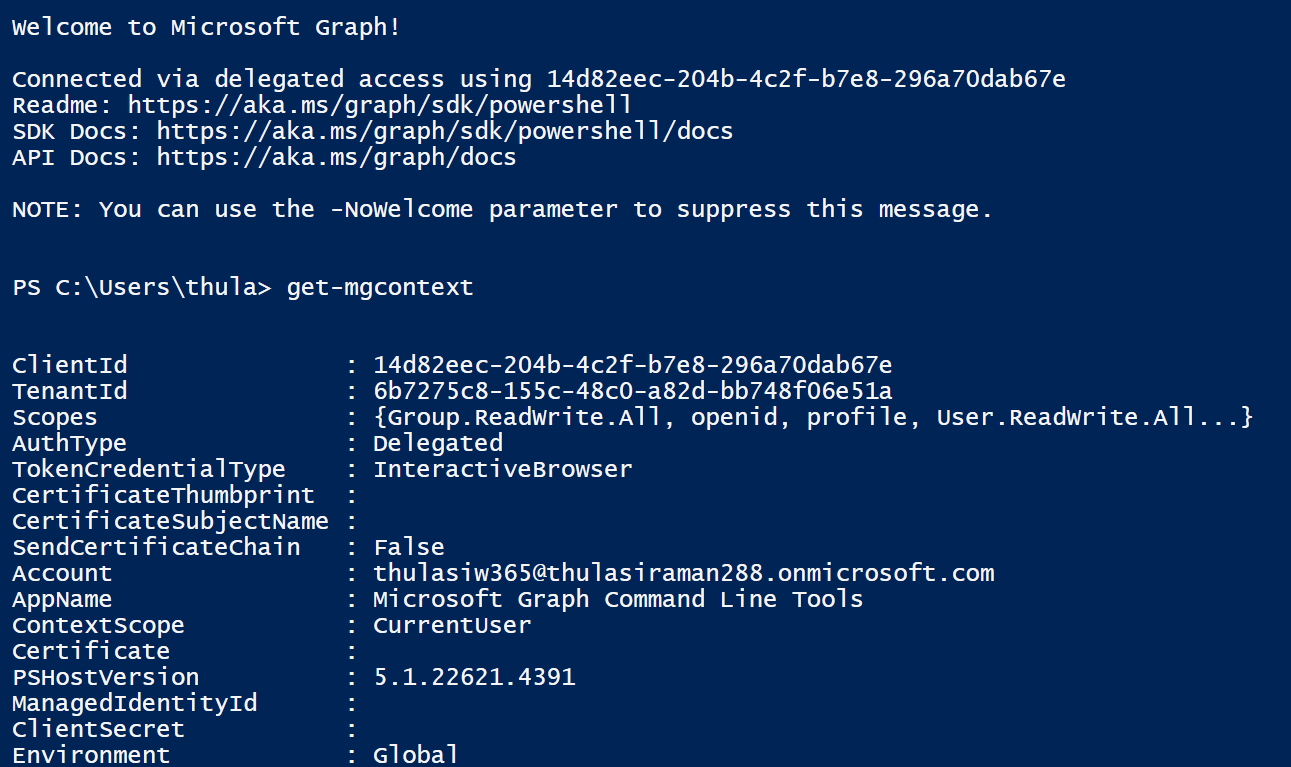 Welcome to Microsoft Graph!
Connected via delegated access using 14d82eec-204b-4c2f-b7e8-296a70dab67e
Readme: https://aka.ms/graph/sdk/powershell
SDK Docs: https://aka.ms/graph/sdk/powershell/docs
API Docs: https://aka.ms/graph/docs
NOTE: You can use the -NoWelcome parameter to suppress this message.
PS C:\Users\thula> get-mgcontext
ClientId               : 14d82eec-204b-4c2f-b7e8-296a70dab67e
TenantId               : 6b7275c8-155c-48c0-a82d-bb748f06e51a
Scopes                 : {Group.ReadWrite.All, openid, profile, User.ReadWrite.All...}
AuthType               : Delegated
TokenCredentialType    : InteractiveBrowser
CertificateThumbprint  :
CertificateSubjectName :
SendCertificateChain   : False
Account                : thulasiw365@thulasiraman288.onmicrosoft.com
AppName                : Microsoft Graph Command Line Tools
ContextScope           : CurrentUser
Certificate            :
PSHostVersion          : 5.1.22621.4391
ManagedIdentityId      :
ClientSecret           :
Environment            : Global